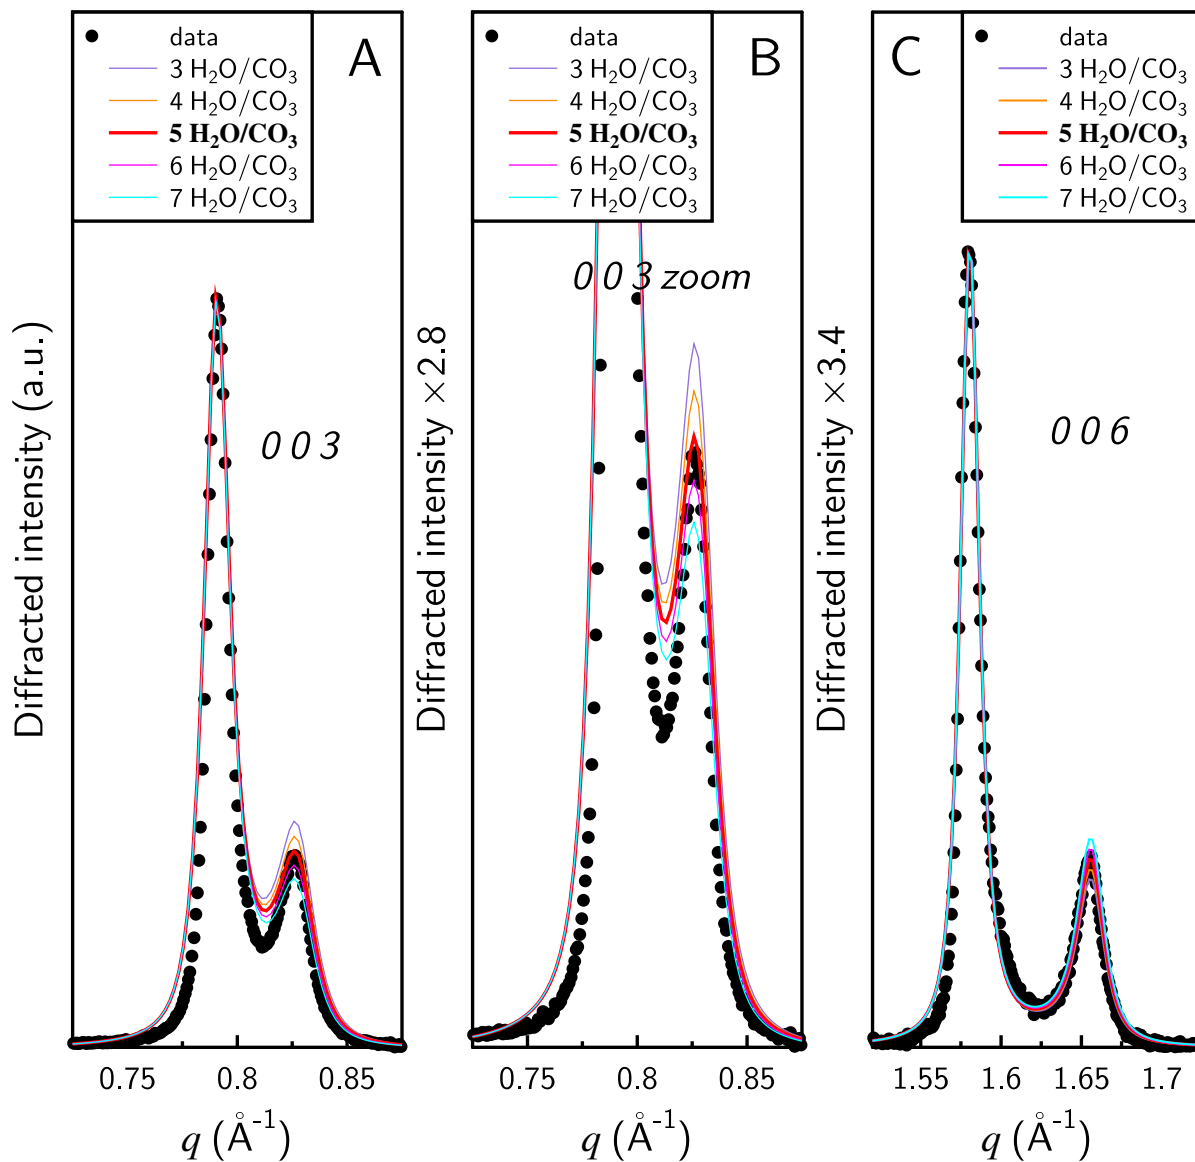 A
data
3 H₂O/CO₃
4 H₂O/CO₃
5 H₂O/CO₃
6 H₂O/CO₃
7 H₂O/CO₃
0 0 3
Diffracted intensity (a.u.)
0.75 0.8 0.85
q (Å⁻¹)
B
data
3 H₂O/CO₃
4 H₂O/CO₃
5 H₂O/CO₃
6 H₂O/CO₃
7 H₂O/CO₃
0 0 3 zoom
Diffracted intensity ×2.8
0.75 0.8 0.85
q (Å⁻¹)
C
data
3 H₂O/CO₃
4 H₂O/CO₃
5 H₂O/CO₃
6 H₂O/CO₃
7 H₂O/CO₃
0 0 6
Diffracted intensity ×3.4
1.55 1.6 1.65 1.7
q (Å⁻¹)